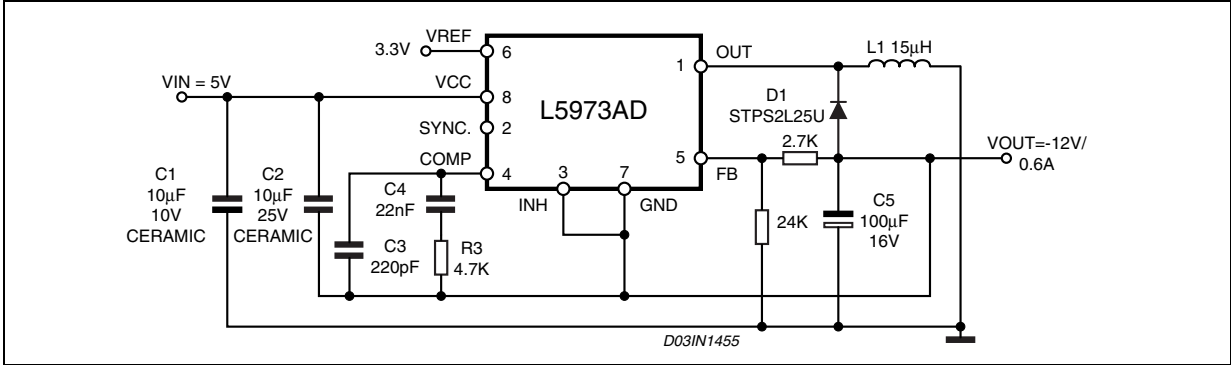 VREF
3.3V
6
VIN = 5V
VCC
8
SYNC.
2
COMP
4
L5973AD
1
OUT
L1 15µH
D1
STPS2L25U
2.7K
5
FB
VOUT=-12V/
0.6A
3
7
INH
GND
C1
10µF
10V
CERAMIC
C2
10µF
25V
CERAMIC
C4
22nF
C3
220pF
R3
4.7K
24K
C5
100µF
16V
D03IN1455